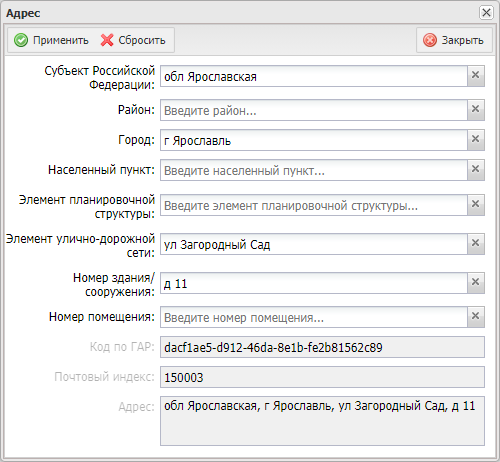 Адрес
Применить Сбросить Закрыть
Субъект Российской
Федерации: обл Ярославская
Район: Введите район...
Город: г Ярославль
Населенный пункт: Введите населенный пункт...
Элемент планировочной
структуры: Введите элемент планировочной структуры...
Элемент улично-дорожной
сети: ул Загородный Сад
Номер здания/
сооружения: д 11
Номер помещения: Введите номер помещения...
Код по ГАР: dacf1ae5-d912-46da-8e1b-fe2b81562c89
Почтовый индекс: 150003
Адрес: обл Ярославская, г Ярославль, ул Загородный Сад, д 11